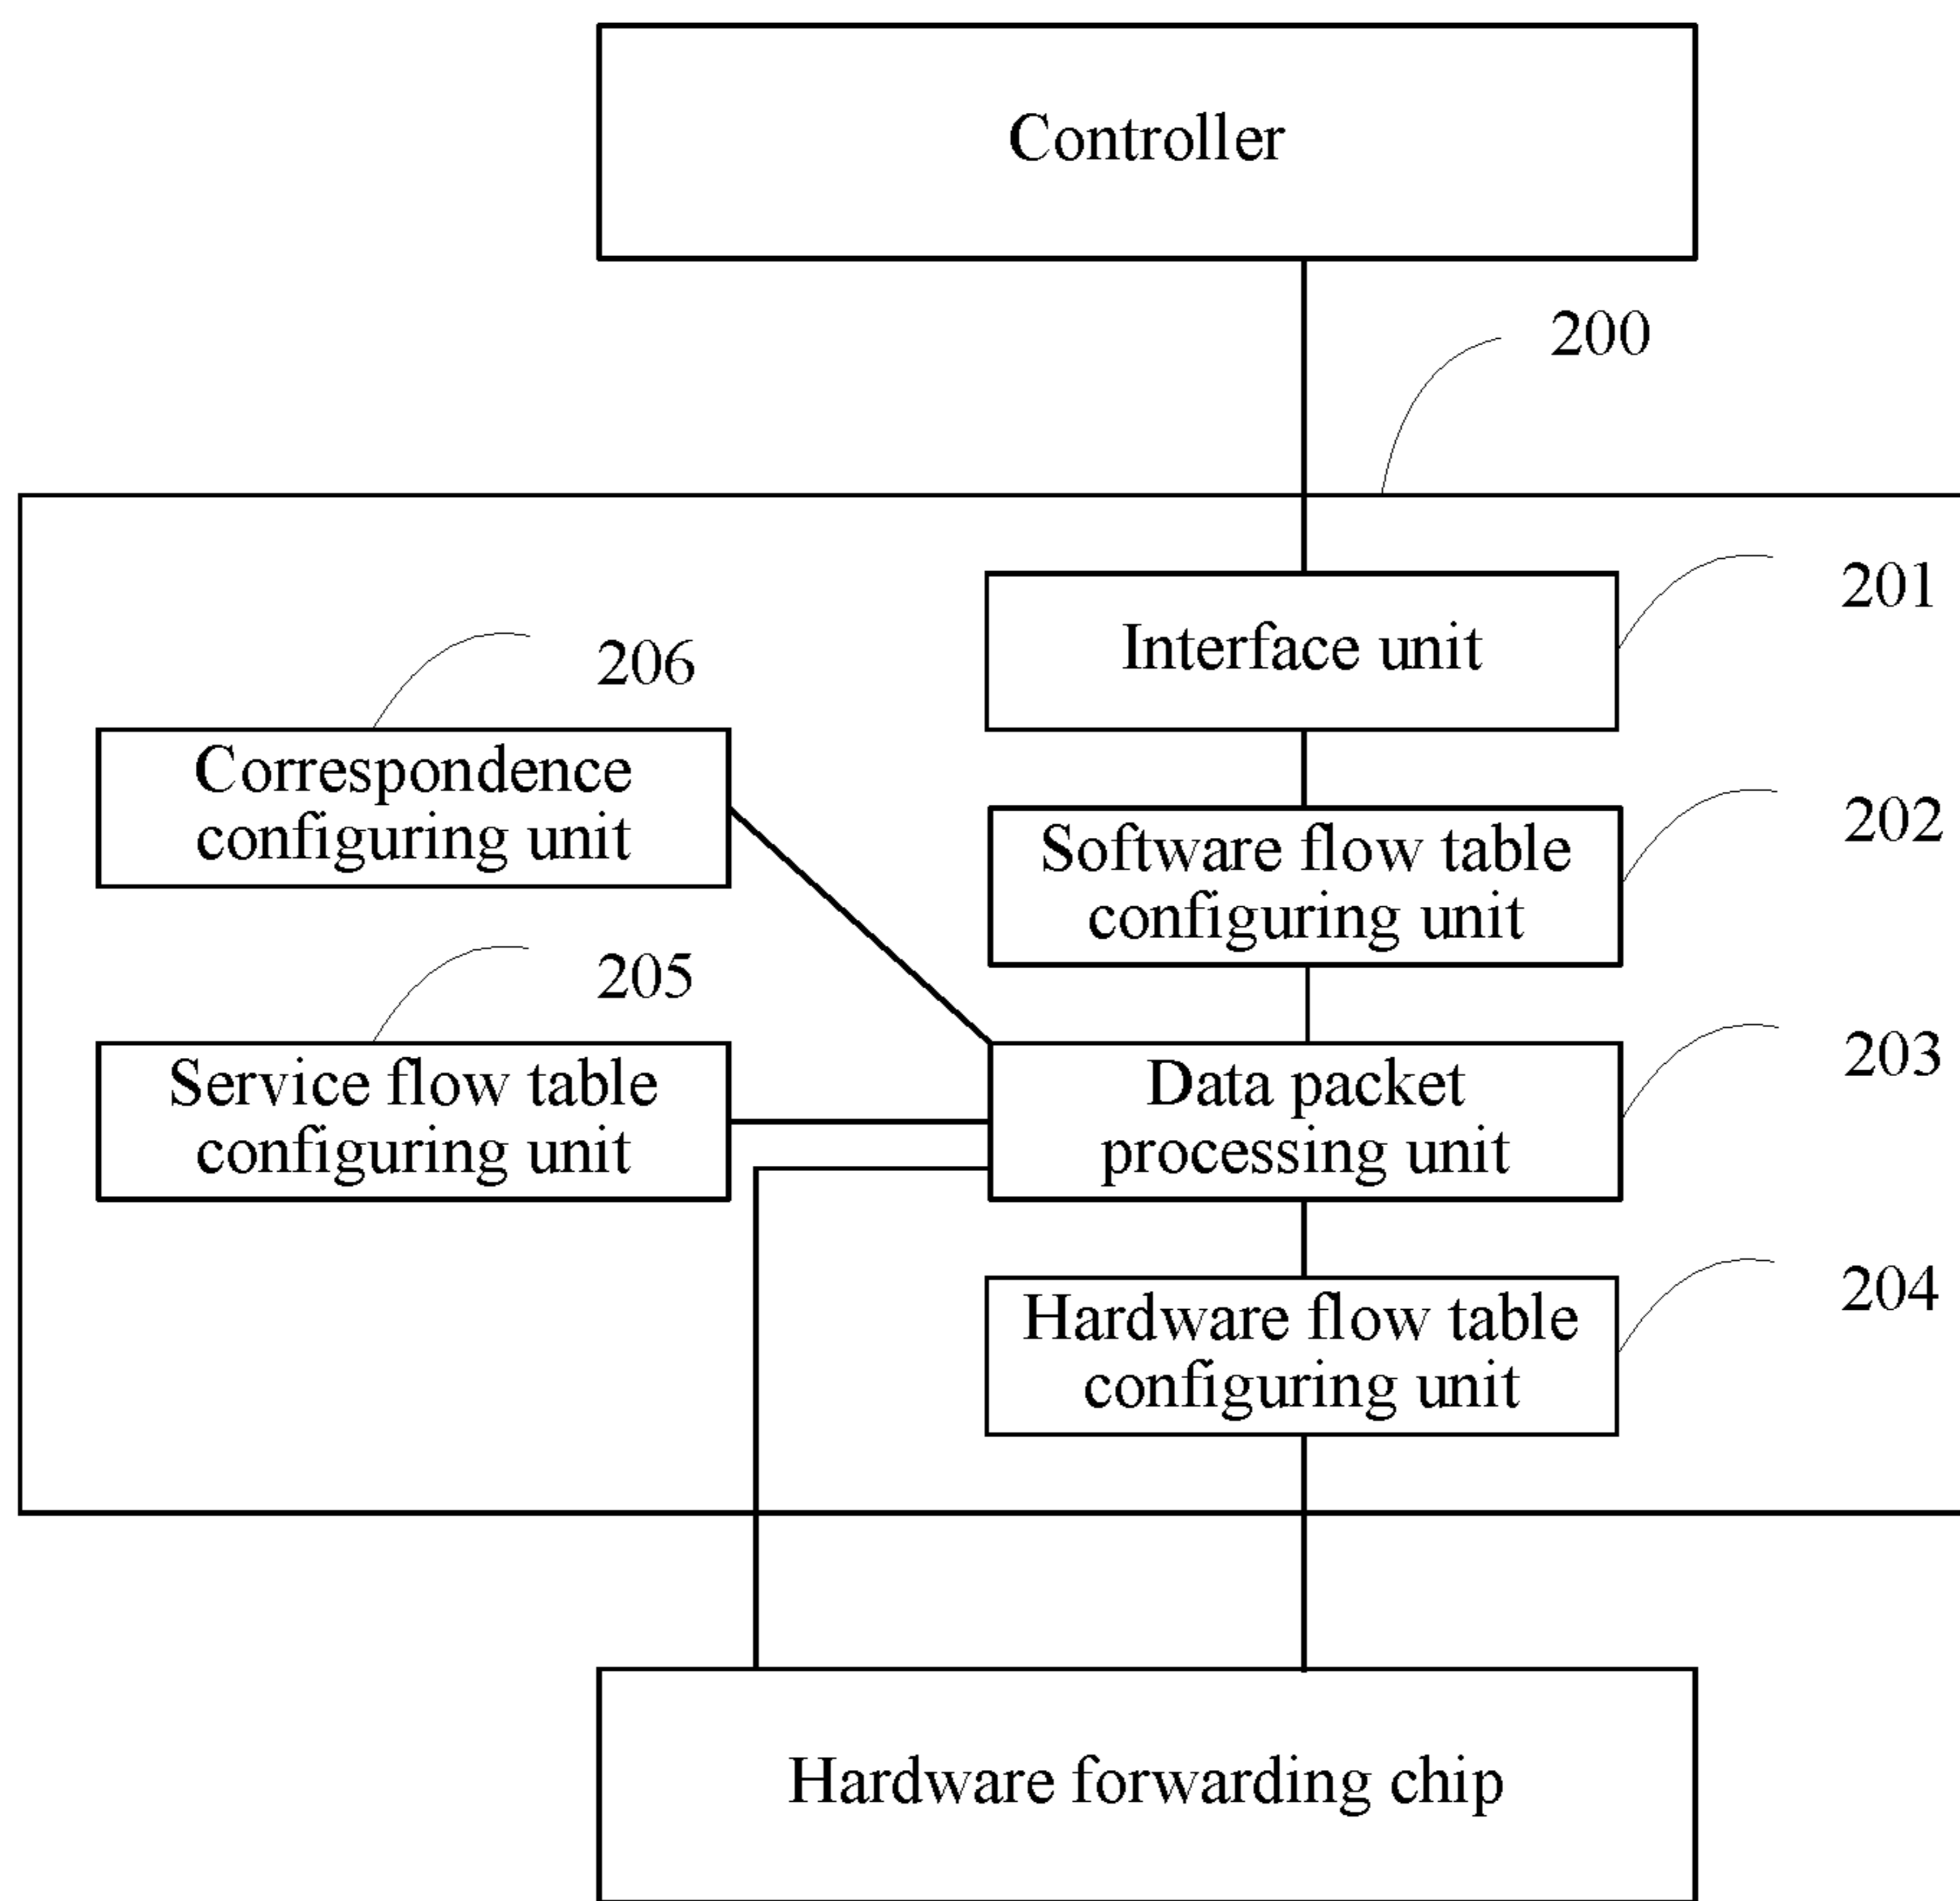 Controller
200
201
Interface unit
206
Correspondence
configuring unit
202
Software flow table
configuring unit
205
Service flow table
configuring unit
203
Data packet
processing unit
204
Hardware flow table
configuring unit
Hardware forwarding chip